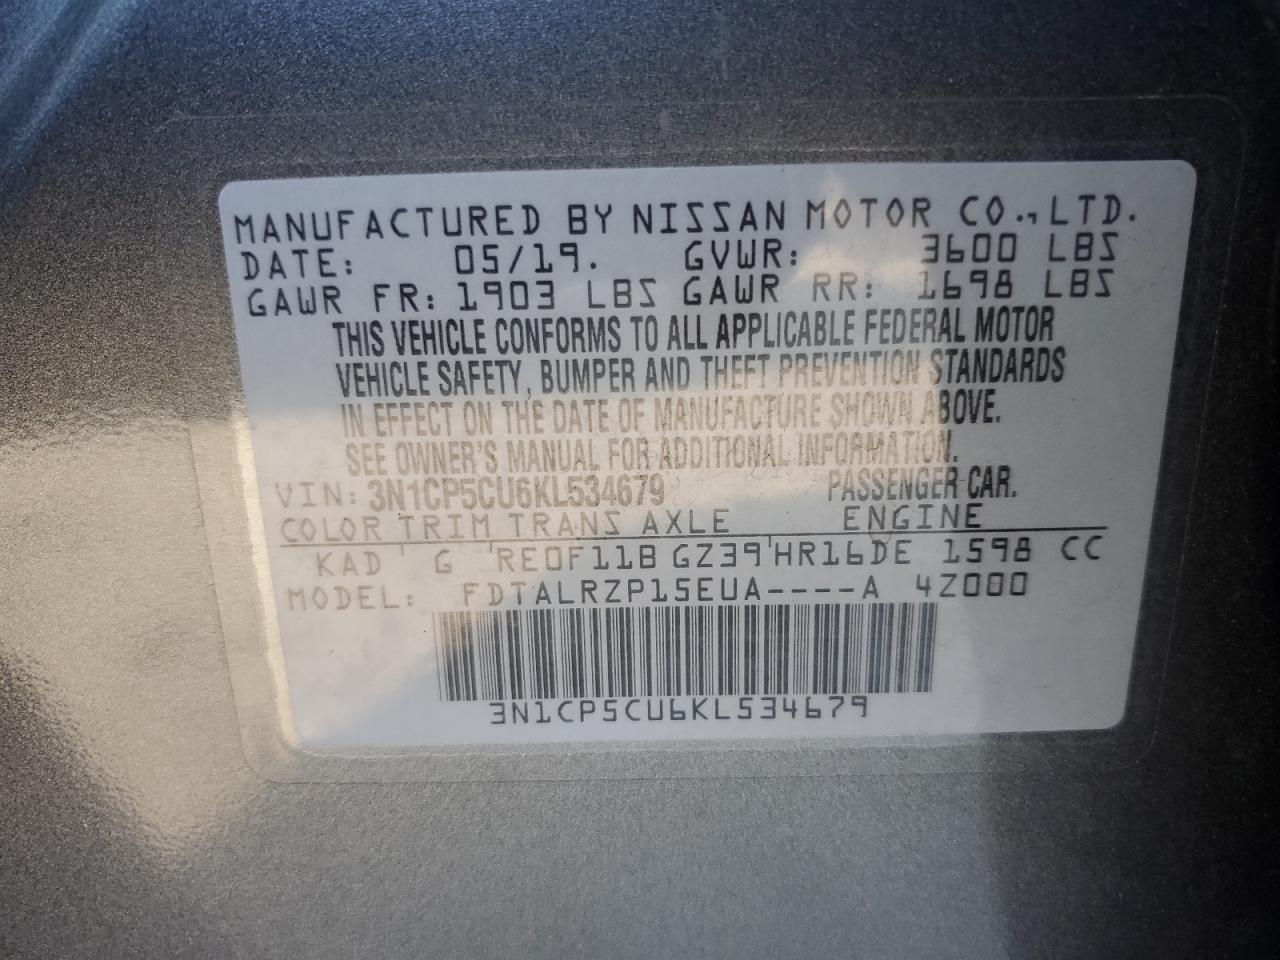 MANUFACTURED BY NISSAN MOTOR CO., LTD.
DATE: 05/19. GVWR: 3600 LBS
GAWR FR: 1903 LBS GAWR RR: 1698 LBS
THIS VEHICLE CONFORMS TO ALL APPLICABLE FEDERAL MOTOR
VEHICLE SAFETY, BUMPER AND THEFT PREVENTION STANDARDS
IN EFFECT ON THE DATE OF MANUFACTURE SHOWN ABOVE.
SEE OWNER'S MANUAL FOR ADDITIONAL INFORMATION.
VIN: 3N1CP5CU6KL534679 PASSENGER CAR.
COLOR TRIM TRANS AXLE ENGINE
KAD G RE0F11B GZ39 HR16DE 1598 CC
MODEL: FDTALRZP15EUA----A 4Z000
3N1CP5CU6KL534679